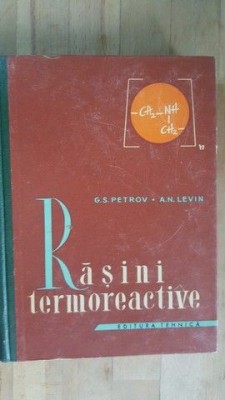 -CH₂-NH
CH₂-
n
G.S. PETROV • A.N. LEVIN
Rășini
termoreactive
EDITURA TEHNICĂ